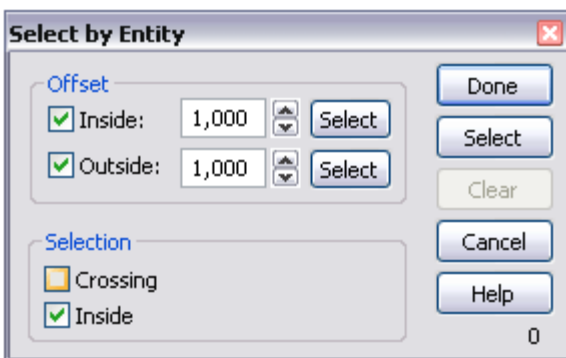 Select by Entity
Offset
Inside: 1,000 Select
Outside: 1,000 Select
Selection
Crossing
Inside
Done
Select
Clear
Cancel
Help
0